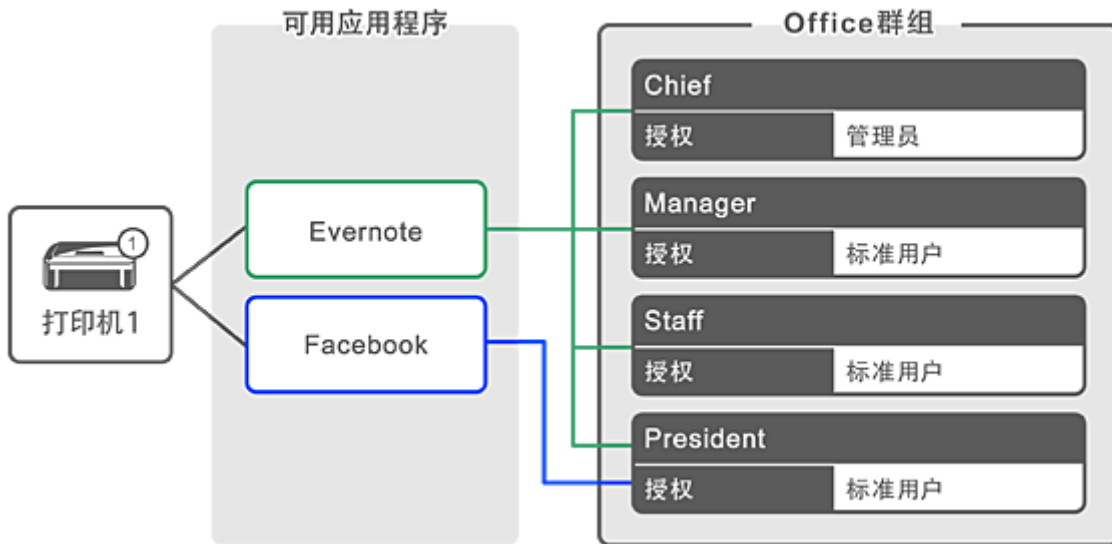 可用应用程序
Office群组
Chief
授权 管理员
Manager
授权 标准用户
Evernote
1
打印机1
Staff
授权 标准用户
Facebook
President
授权 标准用户